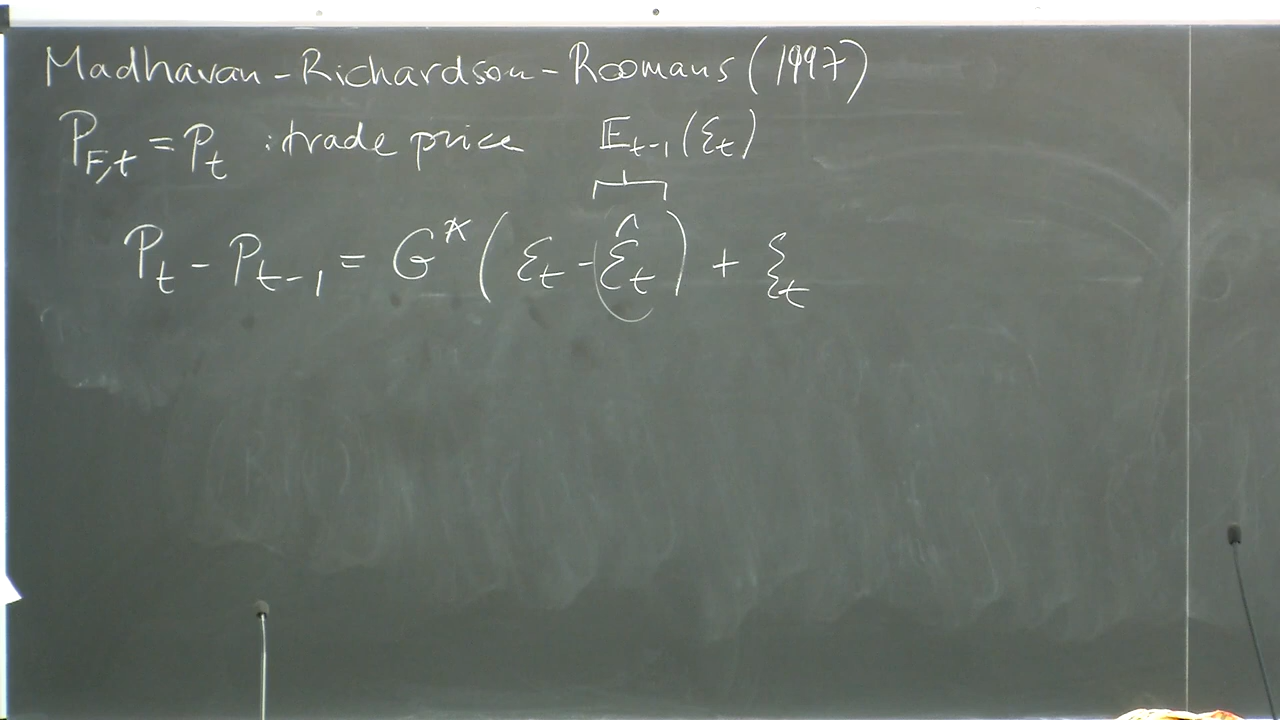 Madhavan-Richardson-Roomans (1997)
P_{F,t} = P_t : trade price   𝔼_{t-1}(ε_t)
P_t - P_{t-1} = G^* (ε_t - ε̂_t) + ξ_t